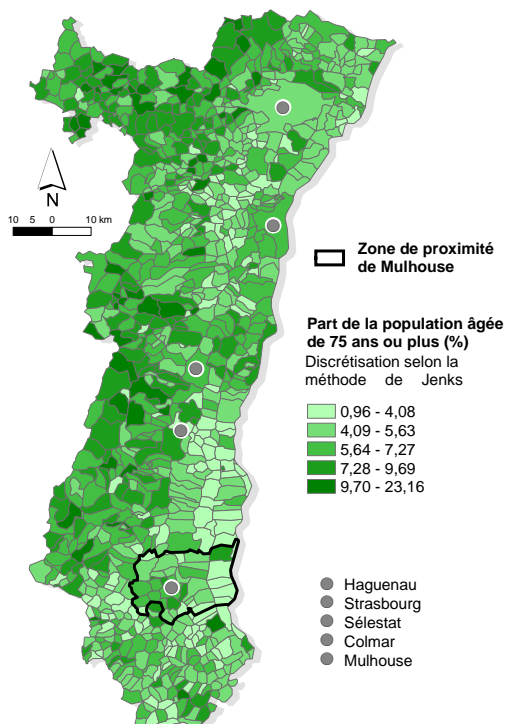 N
10 5 0 10 km
Zone de proximité
de Mulhouse
Part de la population âgée
de 75 ans ou plus (%)
Discrétisation selon la
méthode de Jenks
0,96 - 4,08
4,09 - 5,63
5,64 - 7,27
7,28 - 9,69
9,70 - 23,16
Haguenau
Strasbourg
Sélestat
Colmar
Mulhouse